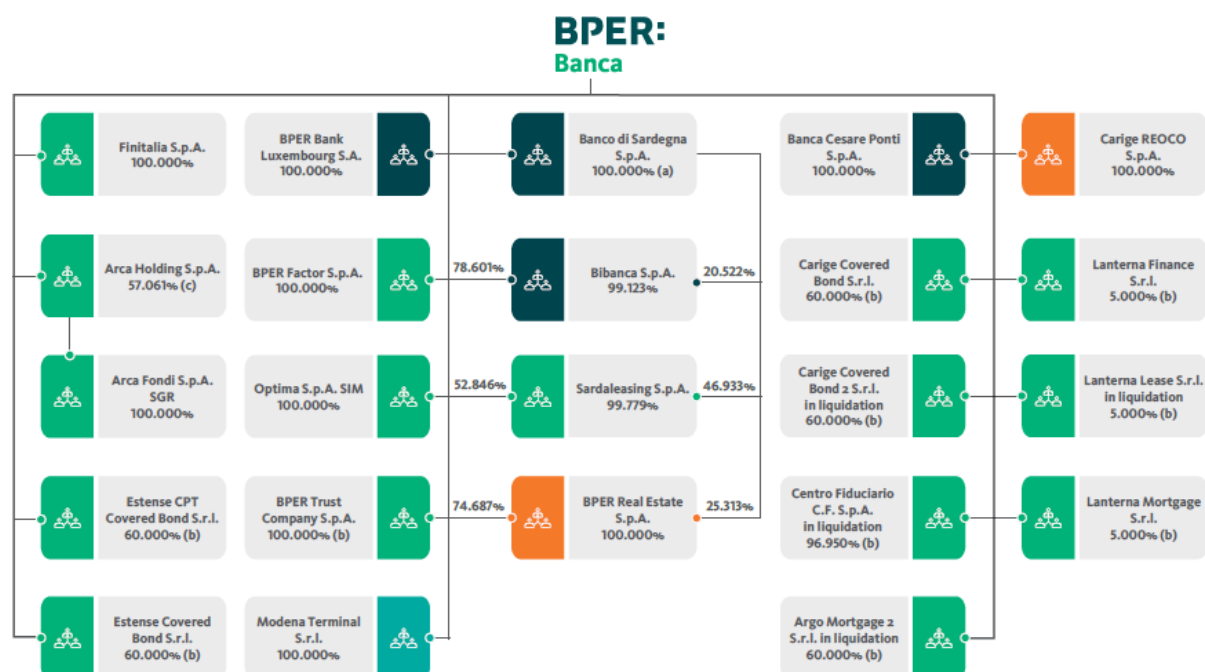 BPER:
Banca
Finitalia S.p.A.
100.000%
BPER Bank
Luxembourg S.A.
100.000%
Banco di Sardegna
S.p.A.
100.000% (a)
Banca Cesare Ponti
S.p.A.
100.000%
Carige REOCO
S.p.A.
100.000%
Arca Holding S.p.A.
57.061% (c)
BPER Factor S.p.A.
100.000%
78.601%
Bibanca S.p.A.
99.123%
20.522%
Carige Covered
Bond S.r.l.
60.000% (b)
Lanterna Finance
S.r.l.
5.000% (b)
Arca Fondi S.p.A.
SGR
100.000%
Optima S.p.A. SIM
100.000%
52.846%
Sardaleasing S.p.A.
99.779%
46.933%
Carige Covered
Bond 2 S.r.l.
in liquidation
60.000% (b)
Lanterna Lease S.r.l.
in liquidation
5.000% (b)
Estense CPT
Covered Bond S.r.l.
60.000% (b)
BPER Trust
Company S.p.A.
100.000% (b)
74.687%
BPER Real Estate
S.p.A.
100.000%
25.313%
Centro Fiduciario
C.F. S.p.A.
in liquidation
96.950% (b)
Lanterna Mortgage
S.r.l.
5.000% (b)
Estense Covered
Bond S.r.l.
60.000% (b)
Modena Terminal
S.r.l.
100.000%
Argo Mortgage 2
S.r.l. in liquidation
60.000% (b)